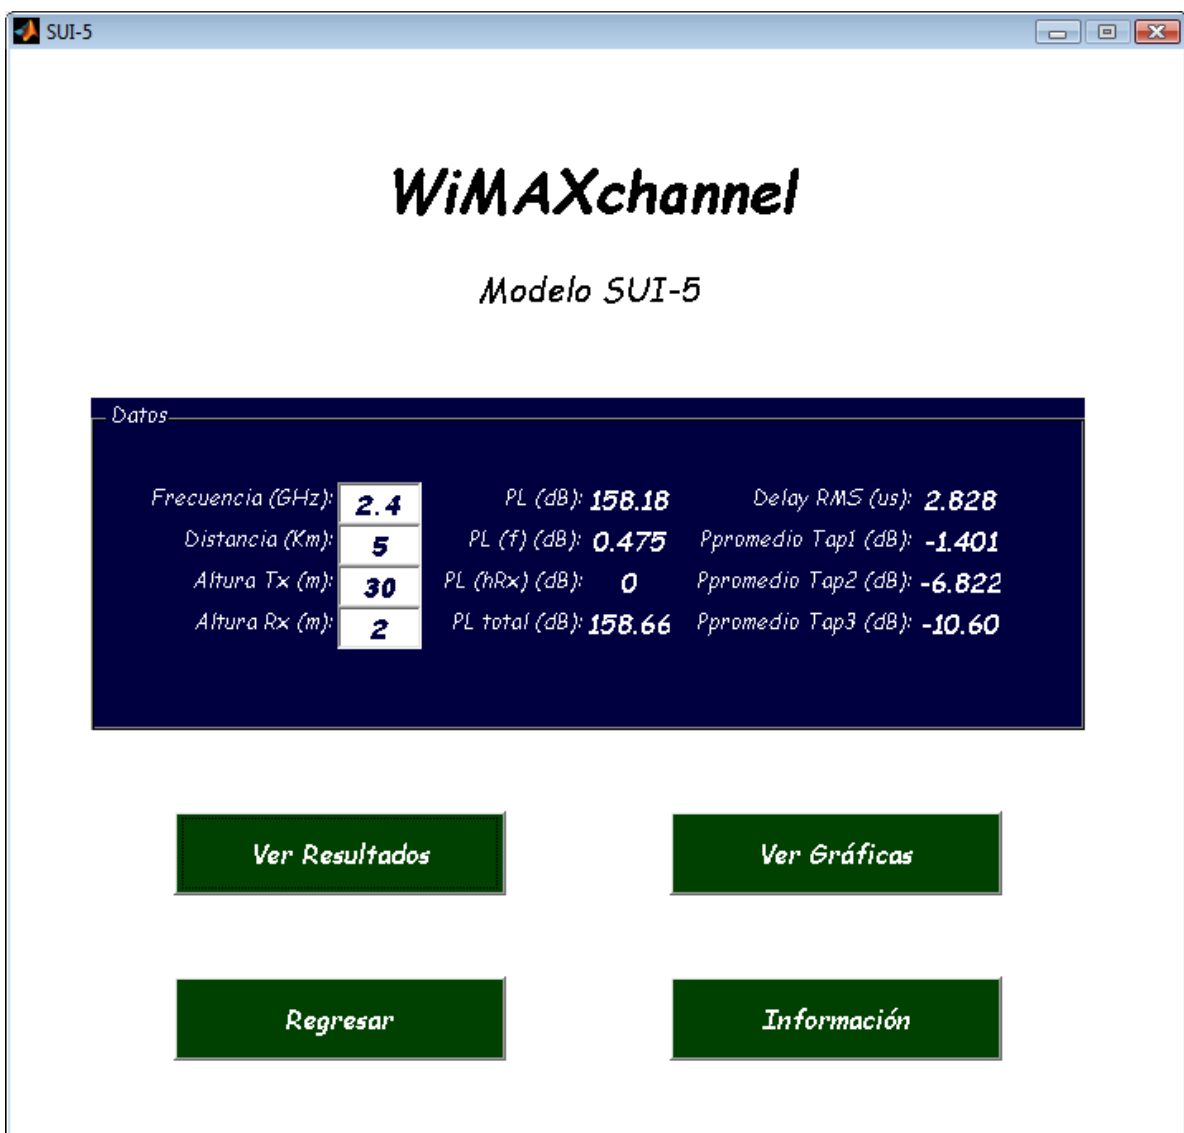 SUI-5
WiMAXchannel
Modelo SUI-5
Datos
Frecuencia (GHz): 2.4 PL (dB): 158.18 Delay RMS (us): 2.828
Distancia (Km): 5 PL (f) (dB): 0.475 Ppromedio Tap1 (dB): -1.401
Altura Tx (m): 30 PL (hRx) (dB): 0 Ppromedio Tap2 (dB): -6.822
Altura Rx (m): 2 PL total (dB): 158.66 Ppromedio Tap3 (dB): -10.60
Ver Resultados Ver Gráficas
Regresar Información